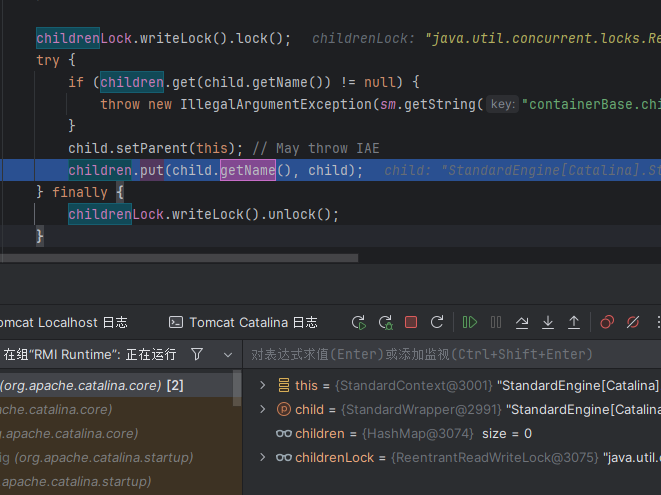 childrenLock.writeLock().lock();   childrenLock: "java.util.concurrent.locks.Re
try {
if (children.get(child.getName()) != null) {
throw new IllegalArgumentException(sm.getString( key: "containerBase.chi
}
child.setParent(this); // May throw IAE
children.put(child.getName(), child);   child: "StandardEngine[Catalina].St
} finally {
childrenLock.writeLock().unlock();
}
omcat Localhost 日志   Tomcat Catalina 日志
在组“RMI Runtime”: 正在运行   对表达式求值(Enter)或添加监视(Ctrl+Shift+Enter)
(org.apache.catalina.core) [2]   this = {StandardContext@3001} "StandardEngine[Catalina]
ache.catalina.core)   child = {StandardWrapper@2991} "StandardEngine[Catalina
g.apache.catalina.core)   children = {HashMap@3074}  size = 0
ig (org.apache.catalina.startup)   childrenLock = {ReentrantReadWriteLock@3075} "java.util.c
.apache.catalina.startup)